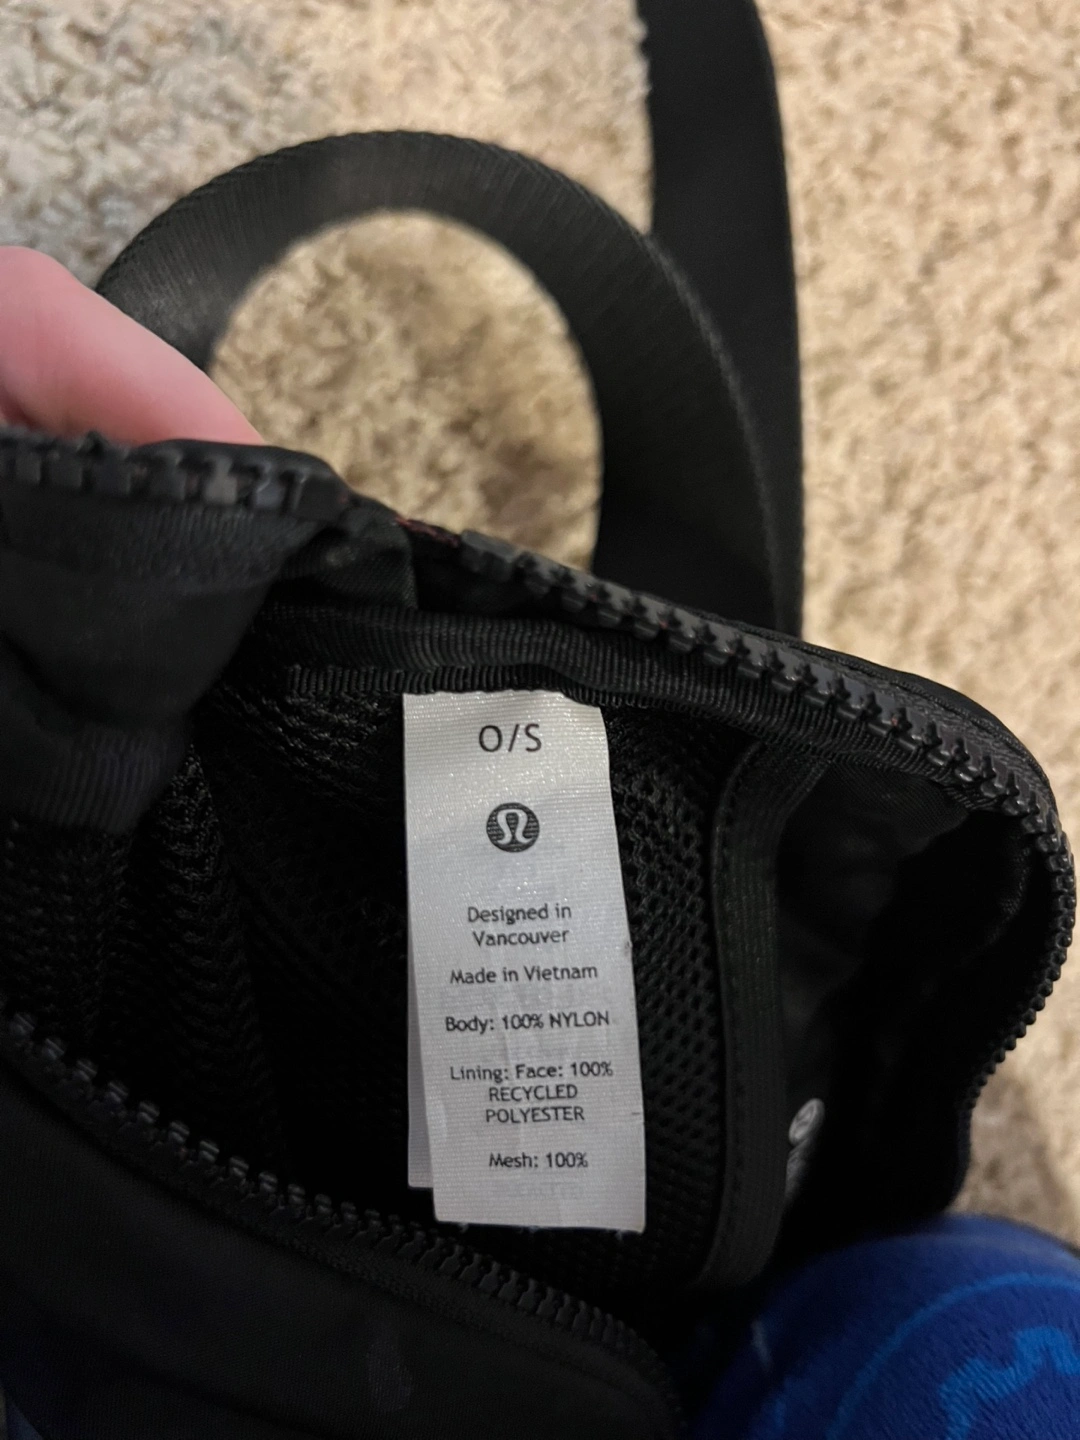 O/S
Designed in
Vancouver
Made in Vietnam
Body: 100% NYLON
Lining: Face: 100%
RECYCLED
POLYESTER
Mesh: 100%